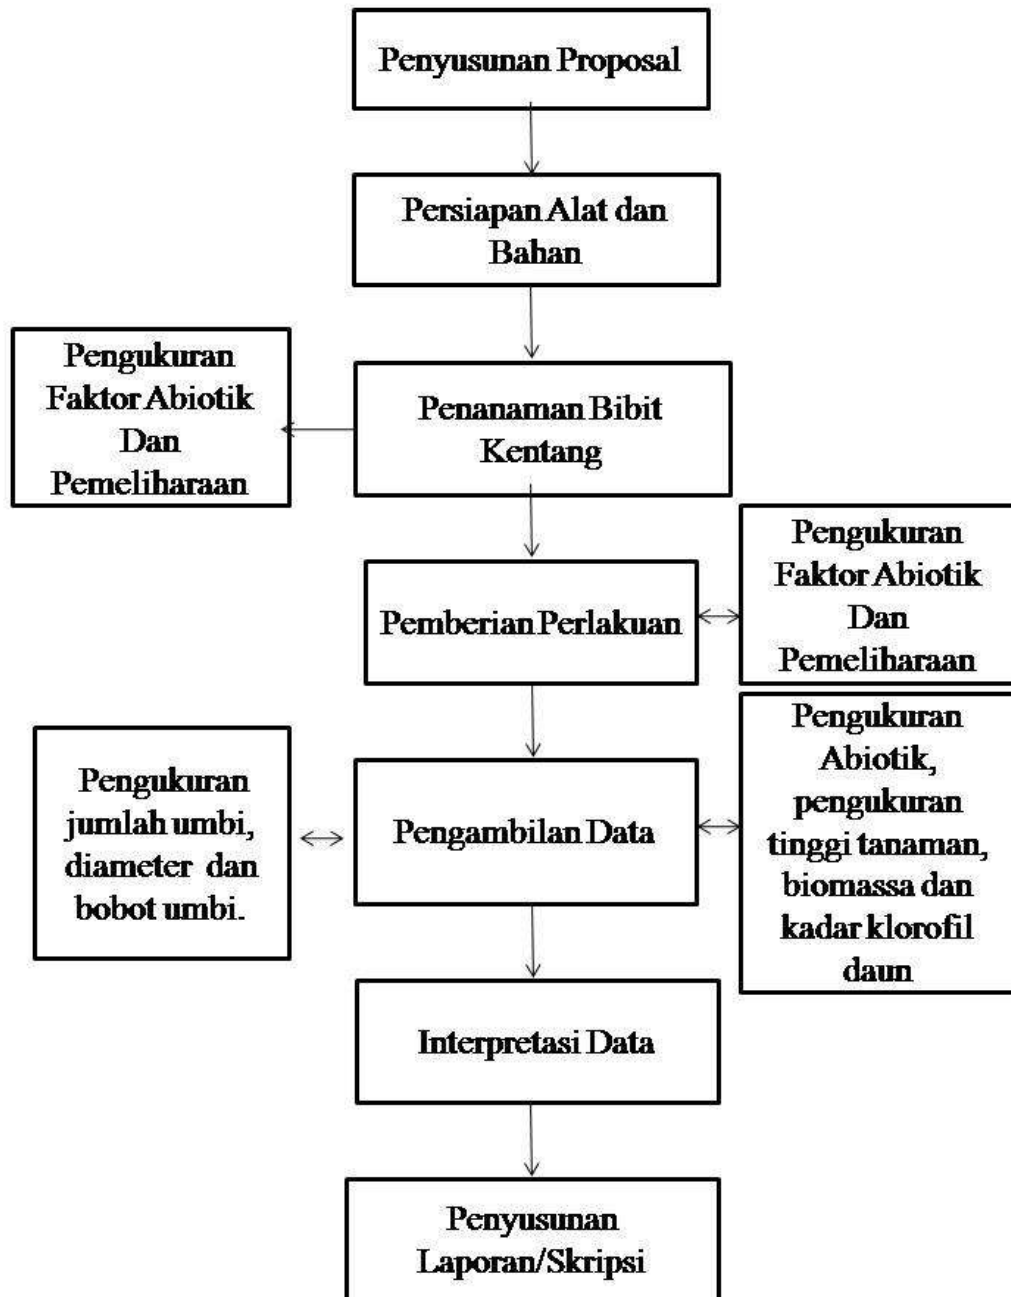 Penyusunan Proposal
Persiapan Alat dan
Bahan
Pengukuran
Faktor Abiotik
Dan
Pemeliharaan
Penanaman Bibit
Kentang
Pemberian Perlakuan
Pengukuran
Faktor Abiotik
Dan
Pemeliharaan
Pengukuran
jumlah umbi,
diameter dan
bobot umbi.
Pengambilan Data
Pengukuran
Abiotik,
pengukuran
tinggi tanaman,
biomassa dan
kadar klorofil
daun
Interpretasi Data
Penyusunan
Laporan/Skripsi